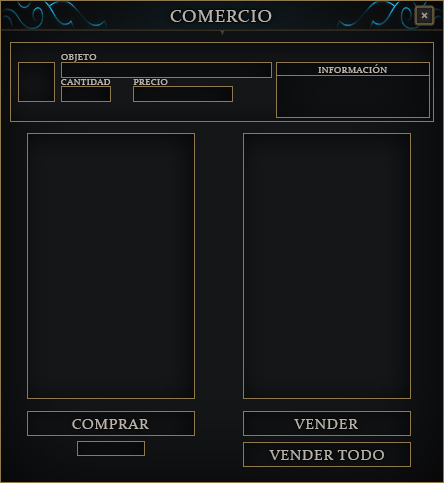 COMERCIO
OBJETO
CANTIDAD
PRECIO
INFORMACIÓN
COMPRAR
VENDER
VENDER TODO